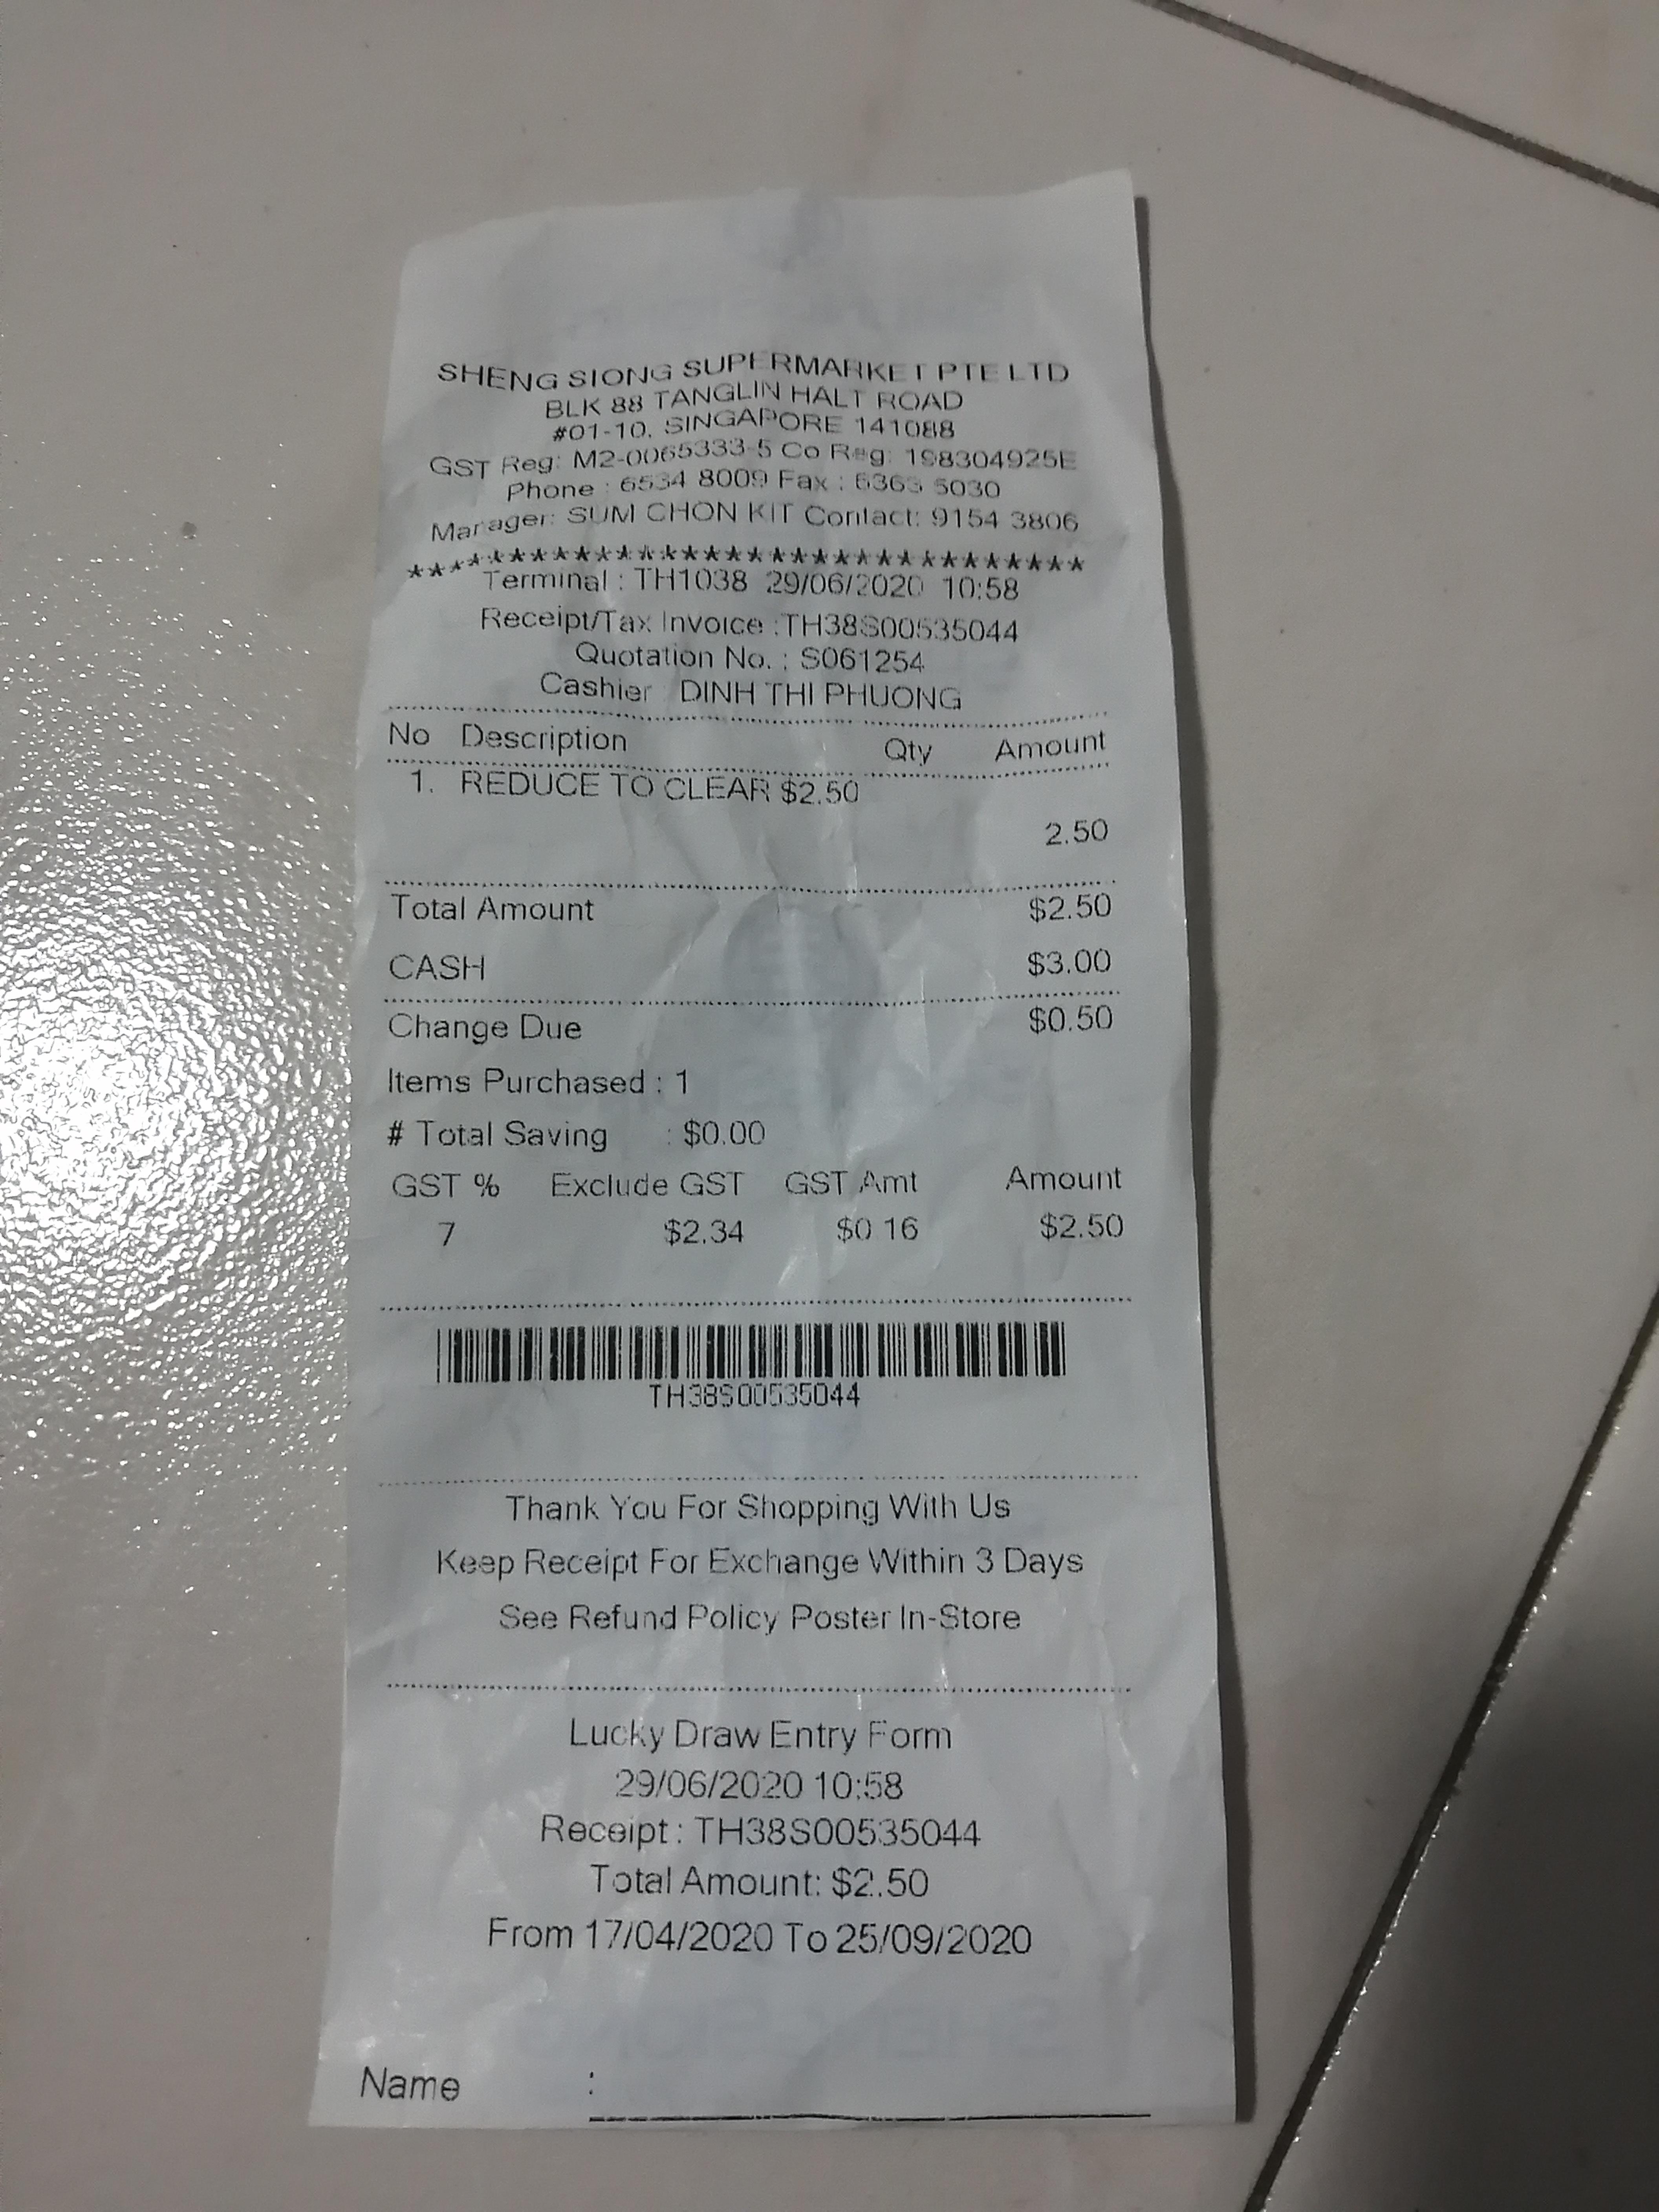 SHENG SIONG SUPERMARKET PTE LTD
BLK 88 TANGLIN HALT ROAD
#01-10, SINGAPORE 141088
GST Reg: M2-0065333-5 Co Reg: 198304925E
Phone : 6534 8009 Fax : 6363 5030
Manager: SUM CHON KIT Contact: 9154 3806
********************************
Terminal : TH1038 29/06/2020 10:58
Receipt/Tax Invoice :TH38S00535044
Quotation No. : S061254
Cashier : DINH THI PHUONG
No Description Qty Amount
1. REDUCE TO CLEAR $2.50
2.50
Total Amount $2.50
CASH $3.00
Change Due $0.50
Items Purchased : 1
# Total Saving : $0.00
GST % Exclude GST GST Amt Amount
7 $2.34 $0.16 $2.50
TH38S00535044
Thank You For Shopping With Us
Keep Receipt For Exchange Within 3 Days
See Refund Policy Poster In-Store
Lucky Draw Entry Form
29/06/2020 10:58
Receipt : TH38S00535044
Total Amount: $2.50
From 17/04/2020 To 25/09/2020
Name :